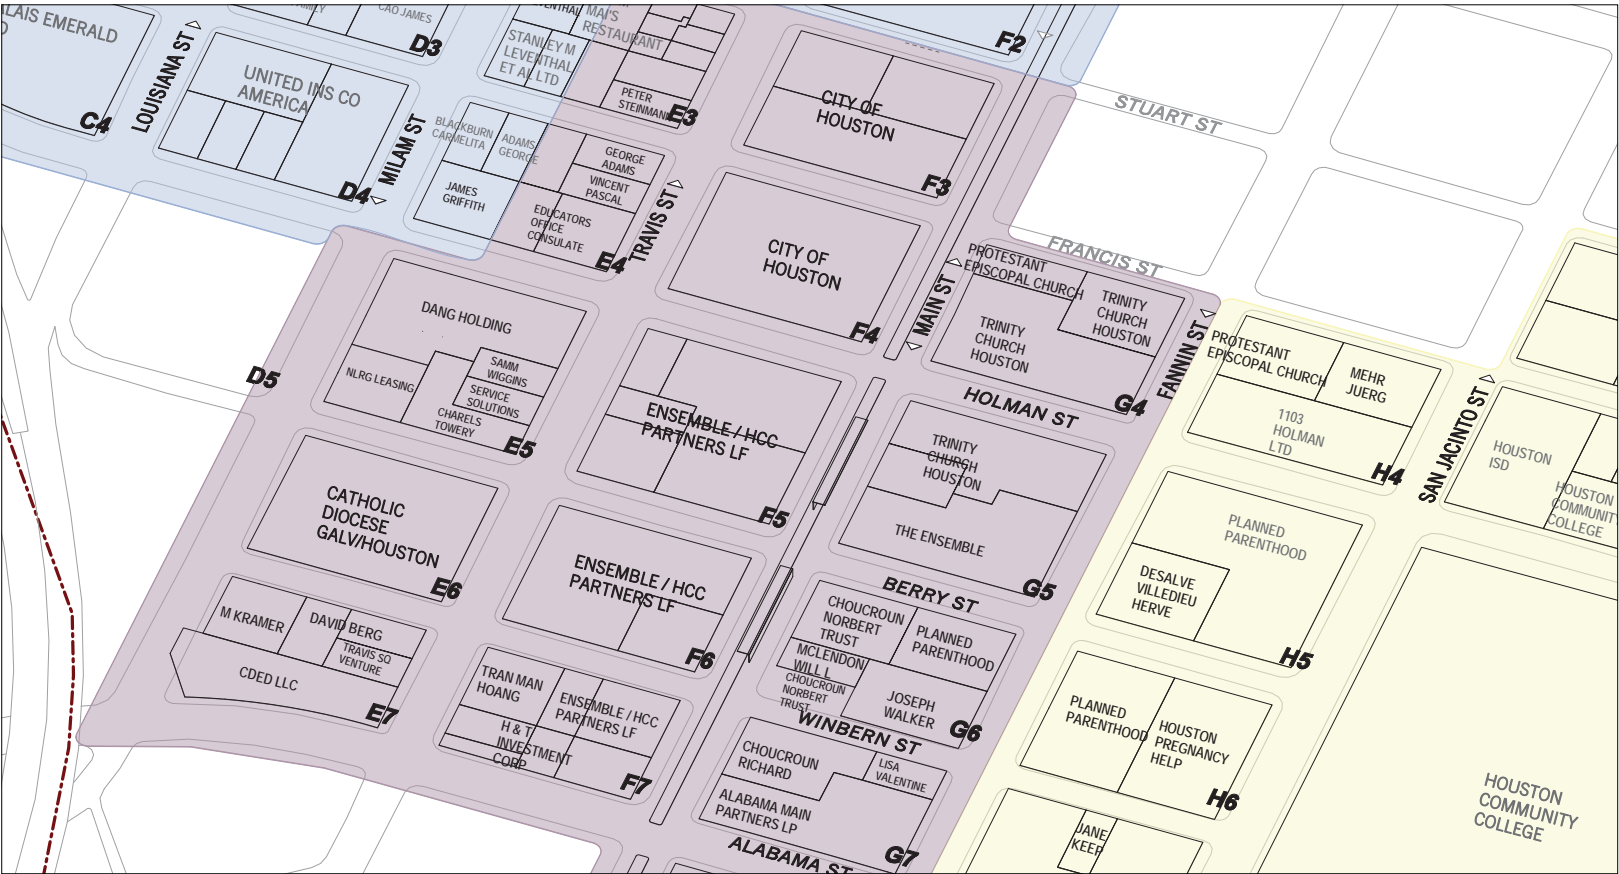 ALAIS EMERALD
LOUISIANA ST
C4
FAMILY
CAO JAMES
D3
UNITED INS CO
AMERICA
D4
MILAM ST
LEVENTHAL
MAI'S
RESTAURANT
STANLEY M
LEVENTHAL
ET AL LTD
PETER
STEINMANN
E3
BLACKBURN
CARMELITA
ADAMS
GEORGE
JAMES
GRIFFITH
GEORGE
ADAMS
VINCENT
PASCAL
EDUCATORS
OFFICE
CONSULATE
E4
TRAVIS ST
F2
CITY OF
HOUSTON
F3
CITY OF
HOUSTON
F4
STUART ST
FRANCIS ST
MAIN ST
PROTESTANT
EPISCOPAL CHURCH
TRINITY
CHURCH
HOUSTON
TRINITY
CHURCH
HOUSTON
G4
FANNIN ST
HOLMAN ST
D5
DANG HOLDING
NLRG LEASING
SAMM
WIGGINS
SERVICE
SOLUTIONS
CHARELS
TOWERY
E5
ENSEMBLE / HCC
PARTNERS LF
F5
TRINITY
CHURCH
HOUSTON
THE ENSEMBLE
G5
PROTESTANT
EPISCOPAL CHURCH
MEHR
JUERG
1103
HOLMAN
LTD
H4
SAN JACINTO ST
HOUSTON
ISD
HOUSTON
COMMUNITY
COLLEGE
CATHOLIC
DIOCESE
GALV/HOUSTON
E6
ENSEMBLE / HCC
PARTNERS LF
F6
BERRY ST
CHOUCROUN
NORBERT
TRUST
PLANNED
PARENTHOOD
MCLENDON
WILL L
CHOUCROUN
NORBERT
TRUST
JOSEPH
WALKER
G6
PLANNED
PARENTHOOD
DESALVE
VILLEDIEU
HERVE
H5
M KRAMER
DAVID BERG
TRAVIS SQ
VENTURE
CDED LLC
E7
TRAN MAN
HOANG
ENSEMBLE / HCC
PARTNERS LF
H & T
INVESTMENT
CORP
F7
WINBERN ST
CHOUCROUN
RICHARD
LISA
VALENTINE
ALABAMA MAIN
PARTNERS LP
G7
ALABAMA ST
PLANNED
PARENTHOOD
HOUSTON
PREGNANCY
HELP
H6
JANE
KEEP
HOUSTON
COMMUNITY
COLLEGE